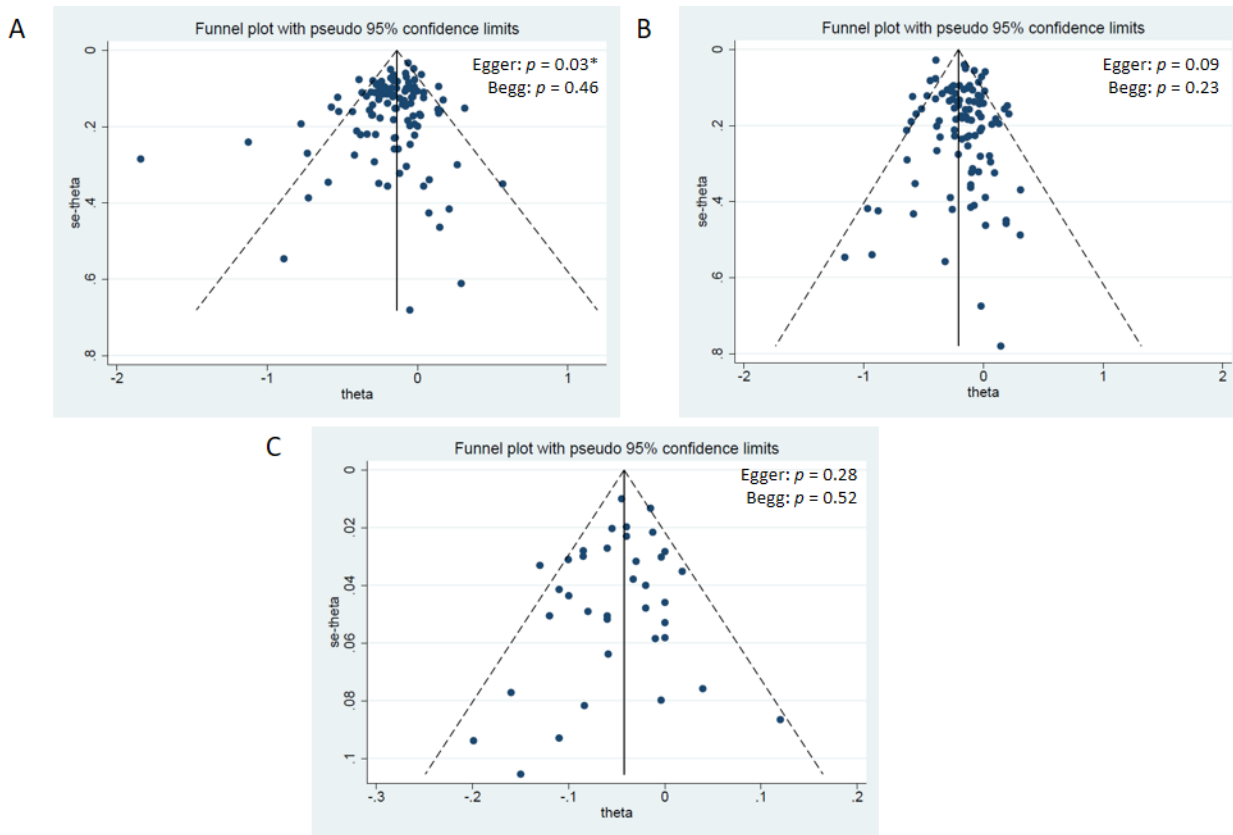 A
Funnel plot with pseudo 95% confidence limits
Egger: p = 0.03*
Begg: p = 0.46
0
.2
.4
.6
.8
se-theta
-2
-1
0
1
theta
B
Funnel plot with pseudo 95% confidence limits
Egger: p = 0.09
Begg: p = 0.23
0
.2
.4
.6
.8
se-theta
-2
-1
0
1
2
theta
C
Funnel plot with pseudo 95% confidence limits
Egger: p = 0.28
Begg: p = 0.52
0
.02
.04
.06
.08
.1
se-theta
-.3
-.2
-.1
0
.1
.2
theta